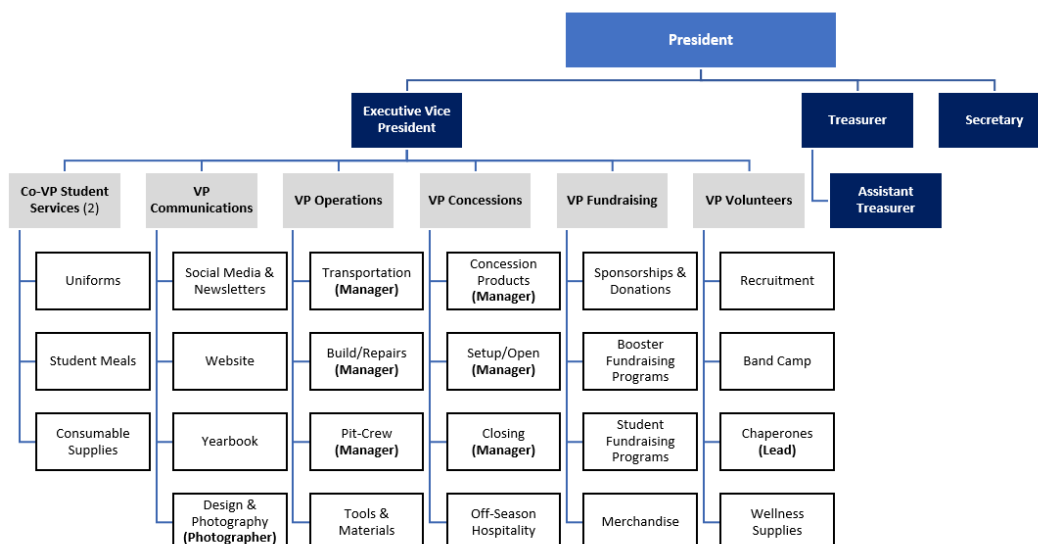 President
Executive Vice
President
Treasurer
Secretary
Co-VP Student
Services (2)
VP
Communications
VP Operations
VP Concessions
VP Fundraising
VP Volunteers
Assistant
Treasurer
Uniforms
Social Media &
Newsletters
Transportation
(Manager)
Concession
Products
(Manager)
Sponsorships &
Donations
Recruitment
Student Meals
Website
Build/Repairs
(Manager)
Setup/Open
(Manager)
Booster
Fundraising
Programs
Band Camp
Consumable
Supplies
Yearbook
Pit-Crew
(Manager)
Closing
(Manager)
Student
Fundraising
Programs
Chaperones
(Lead)
Design &
Photography
(Photographer)
Tools &
Materials
Off-Season
Hospitality
Merchandise
Wellness
Supplies